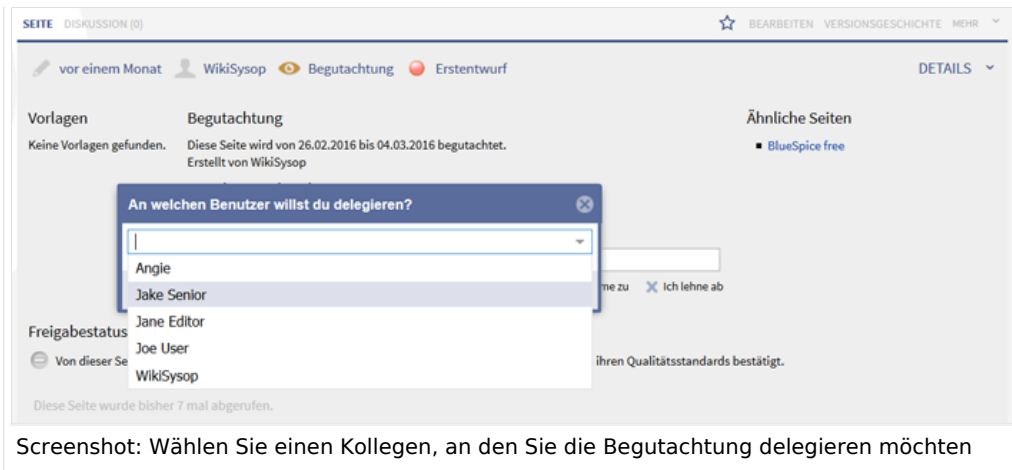 SEITE DISKUSSION (0) BEARBEITEN VERSIONSGESCHICHTE MEHR
vor einem Monat WikiSysop Begutachtung Erstentwurf DETAILS
Vorlagen Begutachtung Ähnliche Seiten
Keine Vorlagen gefunden. Diese Seite wird von 26.02.2016 bis 04.03.2016 begutachtet. BlueSpice free
Erstellt von WikiSysop
An welchen Benutzer willst du delegieren?
Angie
Jake Senior
me zu Ich lehne ab
Jane Editor
Freigabestatus
Joe User
Von dieser Se ihren Qualitätsstandards bestätigt.
WikiSysop
Diese Seite wurde bisher 7 mal abgerufen.
Screenshot: Wählen Sie einen Kollegen, an den Sie die Begutachtung delegieren möchten